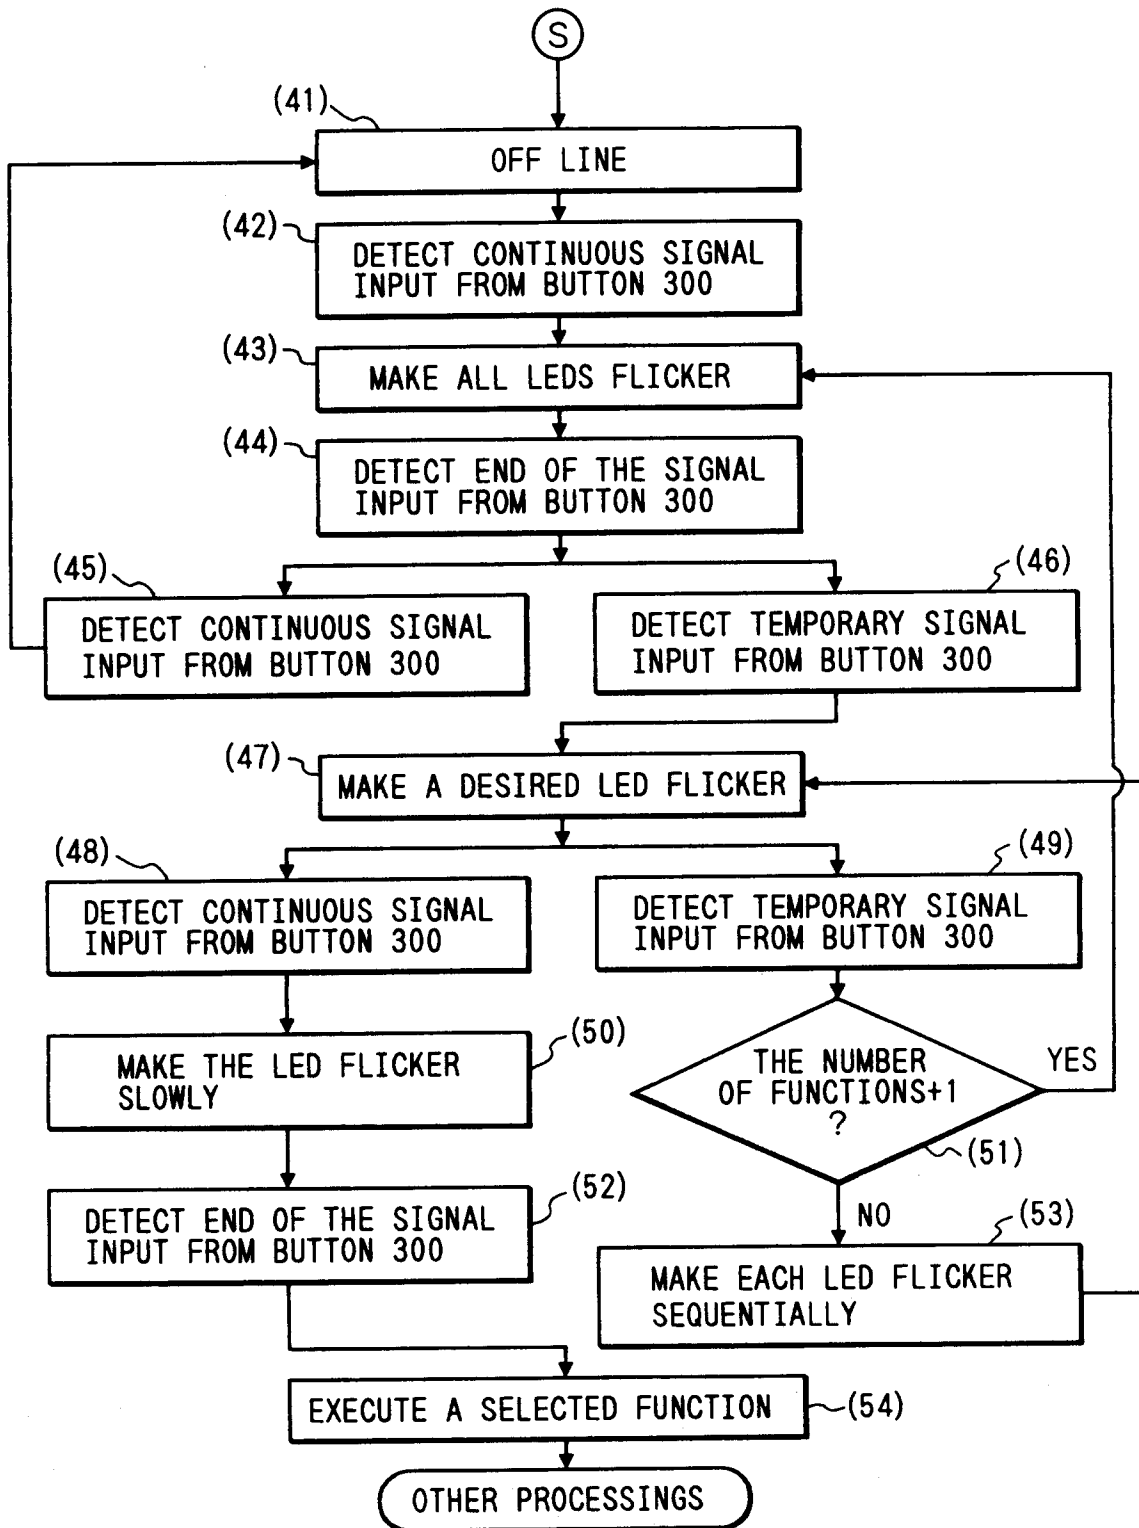 S
(41)
OFF LINE
(42)
DETECT CONTINUOUS SIGNAL
INPUT FROM BUTTON 300
(43)
MAKE ALL LEDS FLICKER
(44)
DETECT END OF THE SIGNAL
INPUT FROM BUTTON 300
(45)
DETECT CONTINUOUS SIGNAL
INPUT FROM BUTTON 300
(46)
DETECT TEMPORARY SIGNAL
INPUT FROM BUTTON 300
(47)
MAKE A DESIRED LED FLICKER
(48)
DETECT CONTINUOUS SIGNAL
INPUT FROM BUTTON 300
(49)
DETECT TEMPORARY SIGNAL
INPUT FROM BUTTON 300
(50)
MAKE THE LED FLICKER
SLOWLY
THE NUMBER
OF FUNCTIONS+1
?
YES
(51)
NO
(52)
DETECT END OF THE SIGNAL
INPUT FROM BUTTON 300
(53)
MAKE EACH LED FLICKER
SEQUENTIALLY
EXECUTE A SELECTED FUNCTION
(54)
OTHER PROCESSINGS